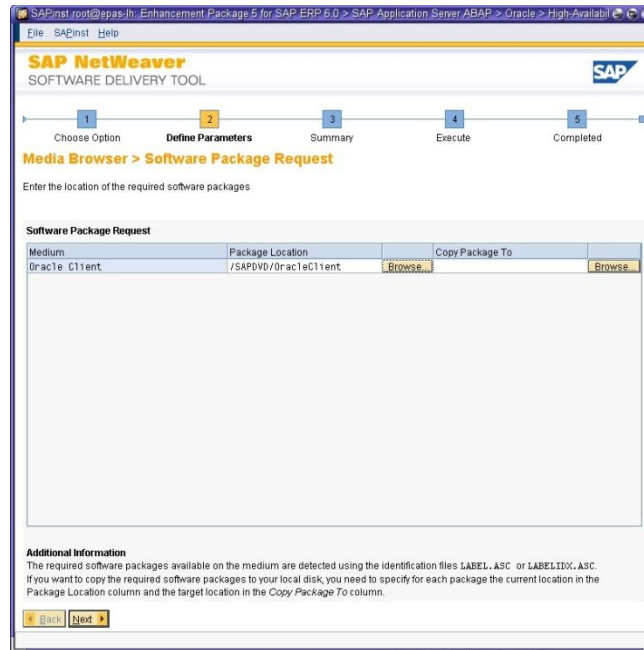 SAPinst root@epas-lh: Enhancement Package 5 for SAP ERP 6.0 > SAP Application Server ABAP > Oracle > High-Availabil
File SAPinst Help
SAP NetWeaver
SOFTWARE DELIVERY TOOL
SAP
1 2 3 4 5
Choose Option Define Parameters Summary Execute Completed
Media Browser > Software Package Request
Enter the location of the required software packages
Software Package Request
Medium Package Location Copy Package To
Oracle Client /SAPDVD/OracleClient Browse... Browse...
Additional Information
The required software packages available on the medium are detected using the identification files LABEL.ASC or LABELIDX.ASC.
If you want to copy the required software packages to your local disk, you need to specify for each package the current location in the
Package Location column and the target location in the Copy Package To column.
Back Next